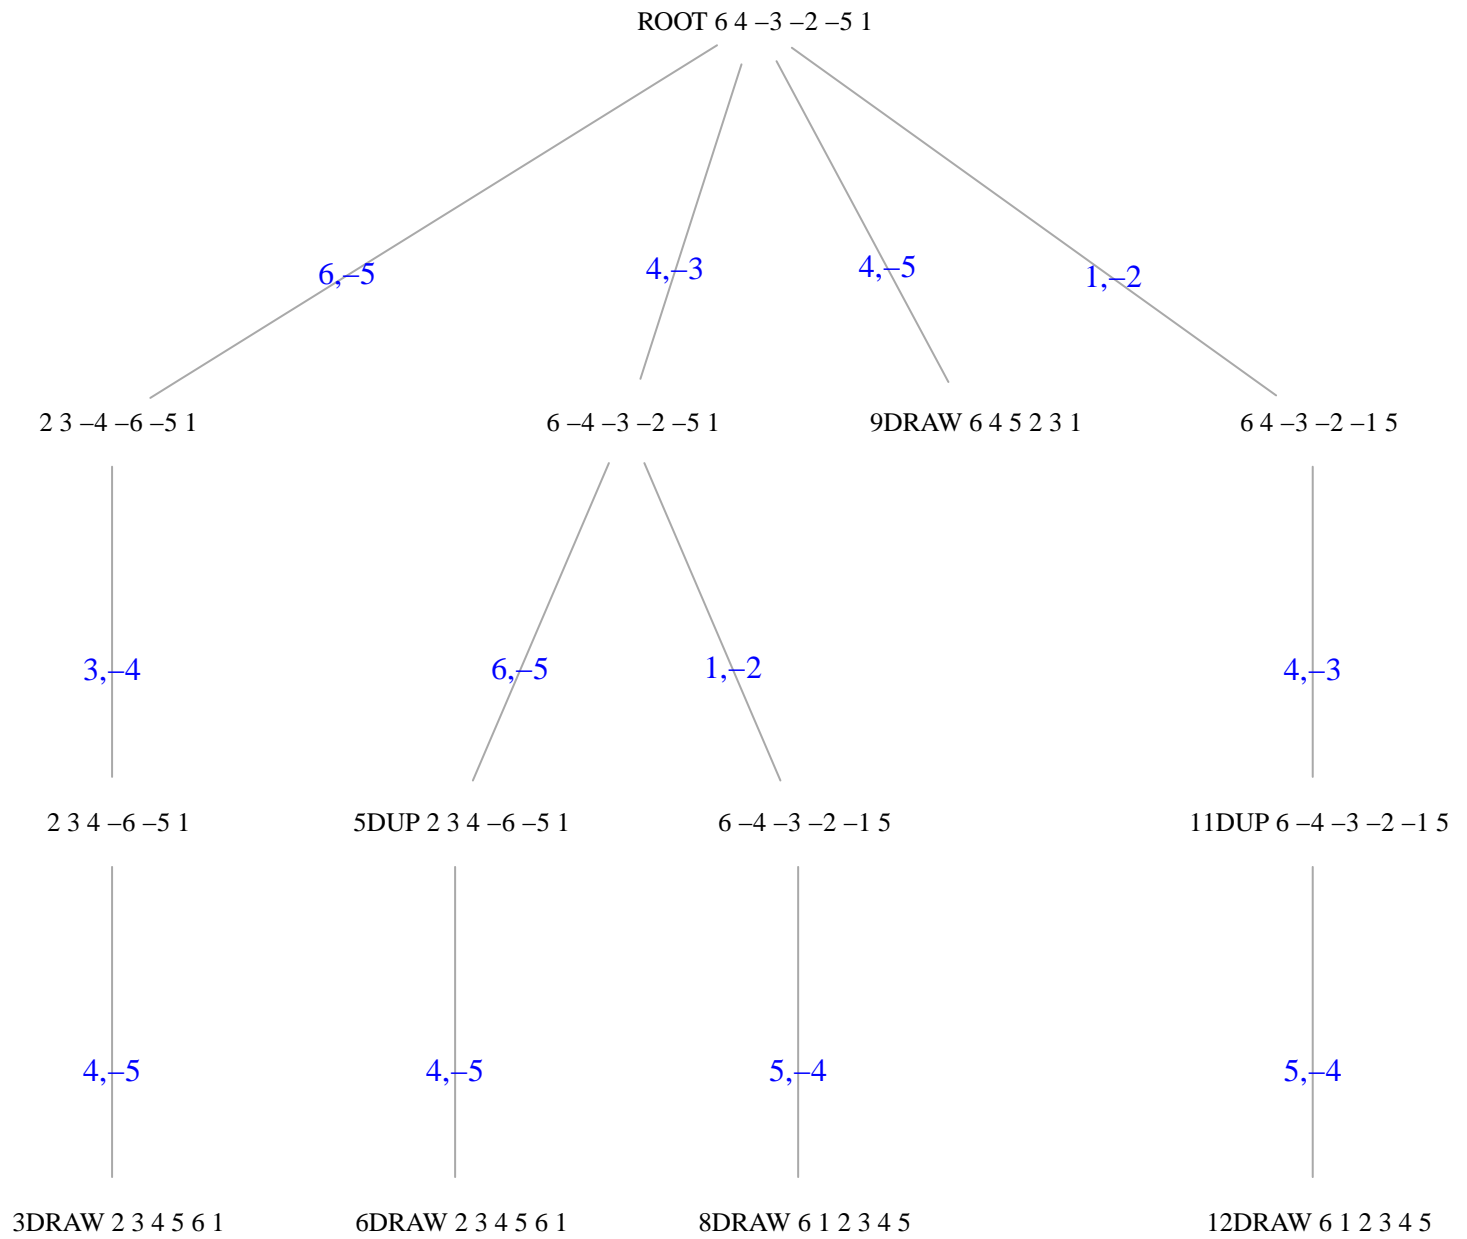 ROOT 6 4 –3 –2 –5 1
6,–5
4,–3
4,–5
1,–2
2 3 –4 –6 –5 1
6 –4 –3 –2 –5 1
9DRAW 6 4 5 2 3 1
6 4 –3 –2 –1 5
3,–4
6,–5
1,–2
4,–3
2 3 4 –6 –5 1
5DUP 2 3 4 –6 –5 1
6 –4 –3 –2 –1 5
11DUP 6 –4 –3 –2 –1 5
4,–5
4,–5
5,–4
5,–4
3DRAW 2 3 4 5 6 1
6DRAW 2 3 4 5 6 1
8DRAW 6 1 2 3 4 5
12DRAW 6 1 2 3 4 5